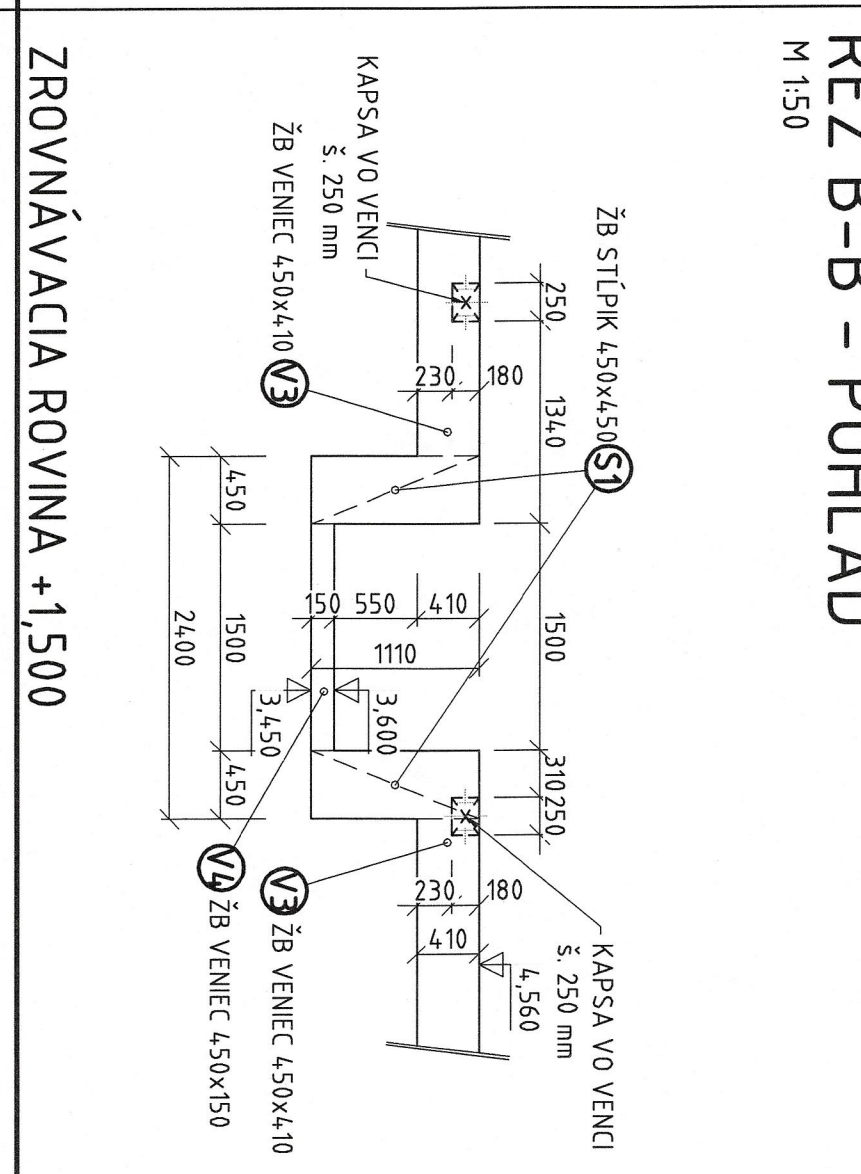 REZ B-B - POHĽAD
M 1:50
ŽB STĹPIK 450x450 S1
KAPSA VO VENCI
š. 250 mm
ŽB VENIEC 450x410 V3
KAPSA VO VENCI
š. 250 mm
250
1340
1500
310
250
230
180
230
180
410
4,560
150
550
410
1110
3,600
3,450
450
1500
450
2400
V3 ŽB VENIEC 450x410
V4 ŽB VENIEC 450x150
ZROVNÁVACIA ROVINA +1,500